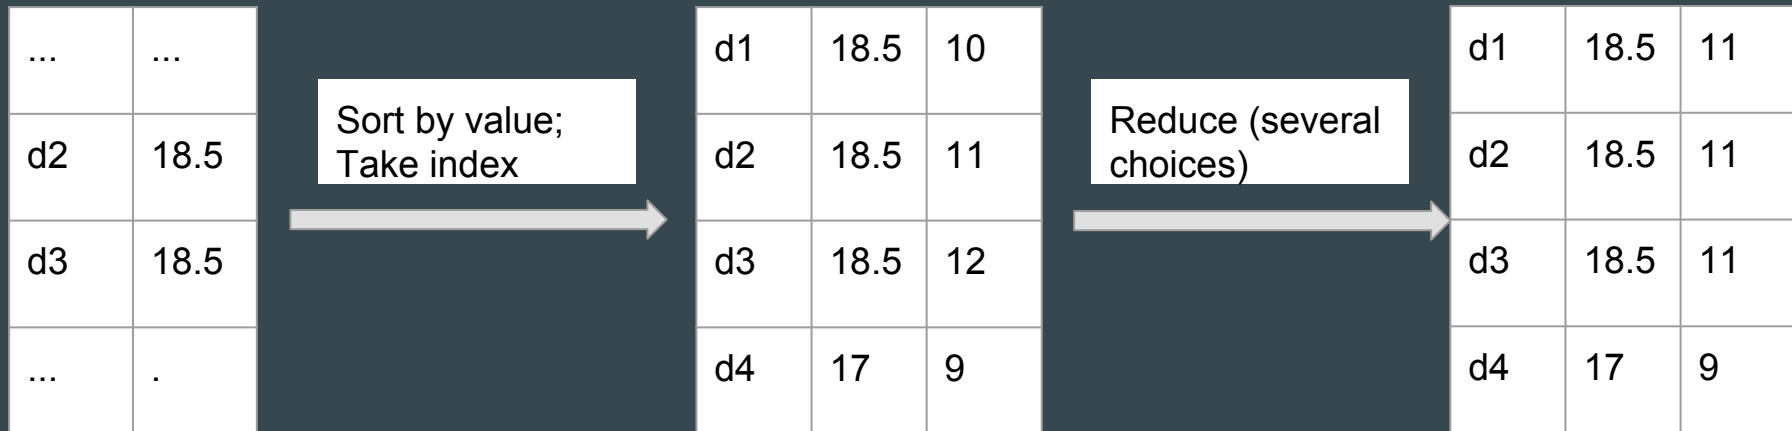 ... ...
d2 18.5
d3 18.5
... .
Sort by value;
Take index
d1 18.5 10
d2 18.5 11
d3 18.5 12
d4 17 9
Reduce (several
choices)
d1 18.5 11
d2 18.5 11
d3 18.5 11
d4 17 9